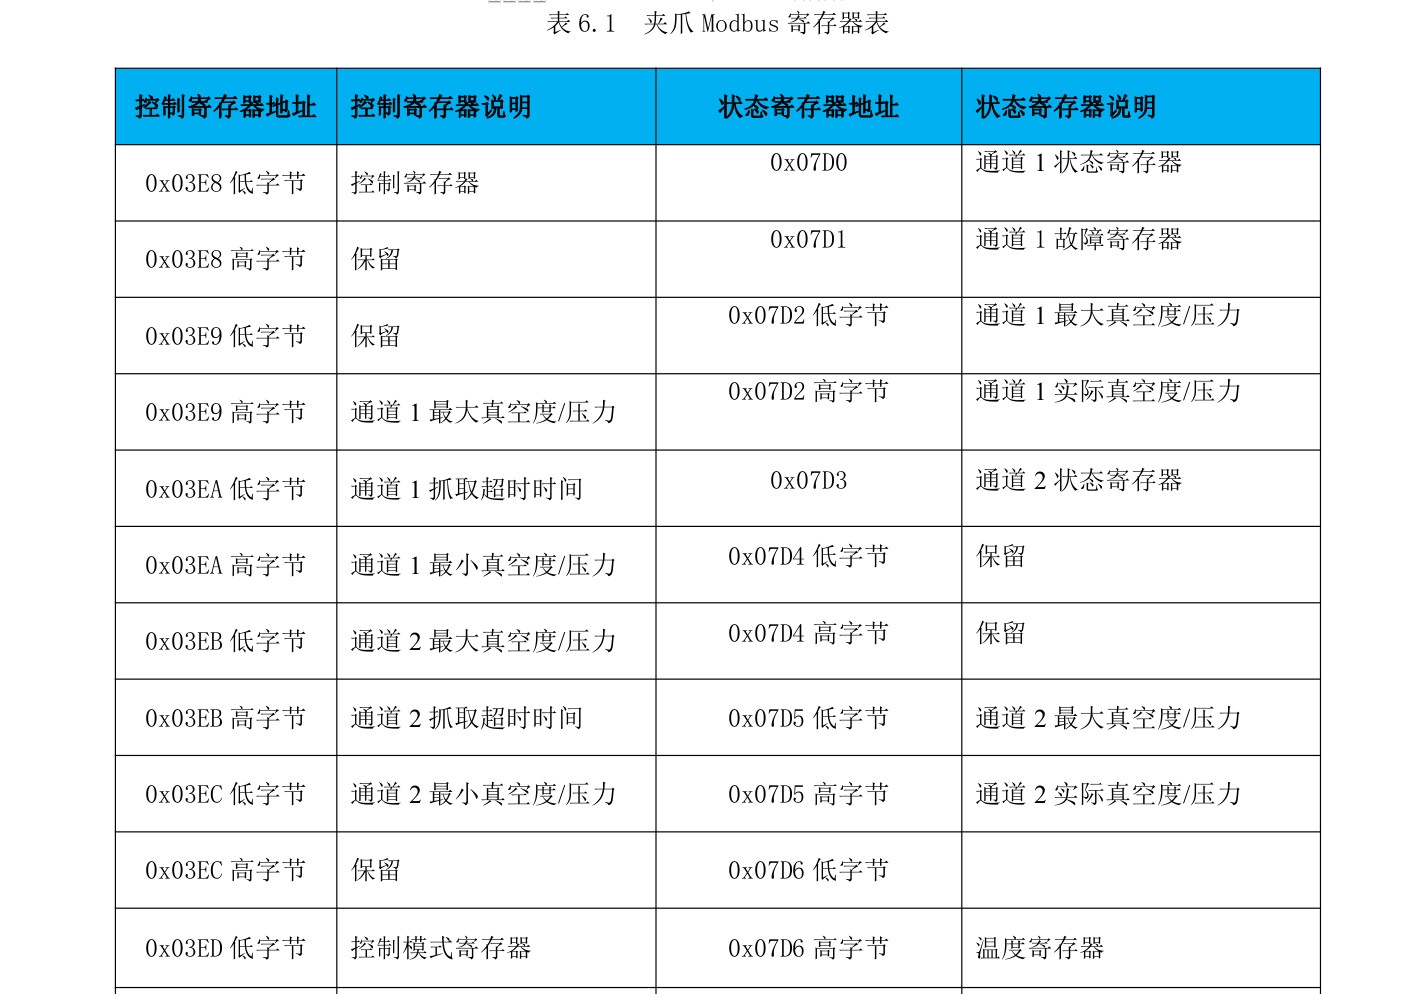 表 6.1 夹爪 Modbus 寄存器表
控制寄存器地址 控制寄存器说明 状态寄存器地址 状态寄存器说明
0x03E8 低字节 控制寄存器 0x07D0 通道 1 状态寄存器
0x03E8 高字节 保留 0x07D1 通道 1 故障寄存器
0x03E9 低字节 保留 0x07D2 低字节 通道 1 最大真空度/压力
0x03E9 高字节 通道 1 最大真空度/压力 0x07D2 高字节 通道 1 实际真空度/压力
0x03EA 低字节 通道 1 抓取超时时间 0x07D3 通道 2 状态寄存器
0x03EA 高字节 通道 1 最小真空度/压力 0x07D4 低字节 保留
0x03EB 低字节 通道 2 最大真空度/压力 0x07D4 高字节 保留
0x03EB 高字节 通道 2 抓取超时时间 0x07D5 低字节 通道 2 最大真空度/压力
0x03EC 低字节 通道 2 最小真空度/压力 0x07D5 高字节 通道 2 实际真空度/压力
0x03EC 高字节 保留 0x07D6 低字节
0x03ED 低字节 控制模式寄存器 0x07D6 高字节 温度寄存器